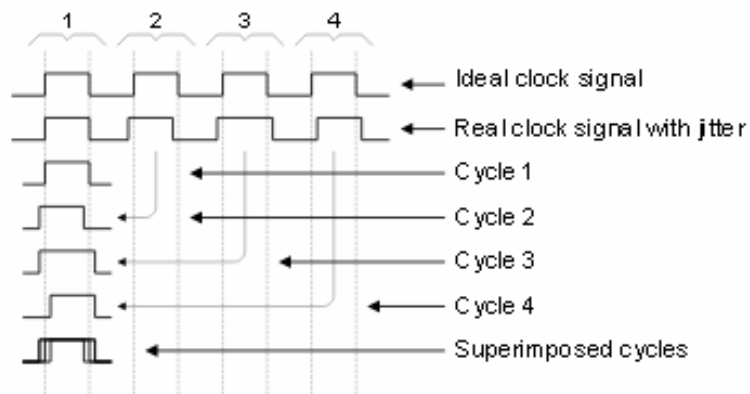 1 2 3 4
Ideal clock signal
Real clock signal with jitter
Cycle 1
Cycle 2
Cycle 3
Cycle 4
Superimposed cycles